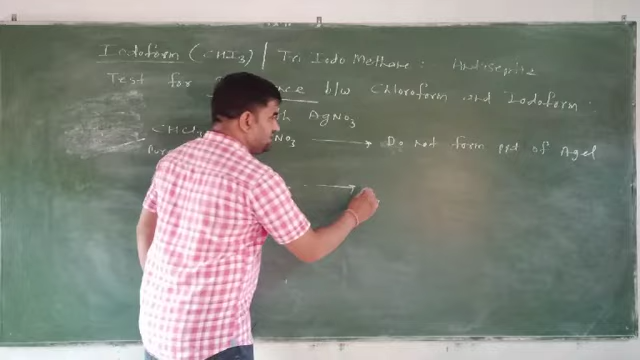 Iodoform (CHI3) | Tri Iodo Methane : Antiseptic
Test for b/w Chloroform and Iodoform :
AgNO3
CHCl3 NO3 → Do not form ppt of Agcl
Pur
→